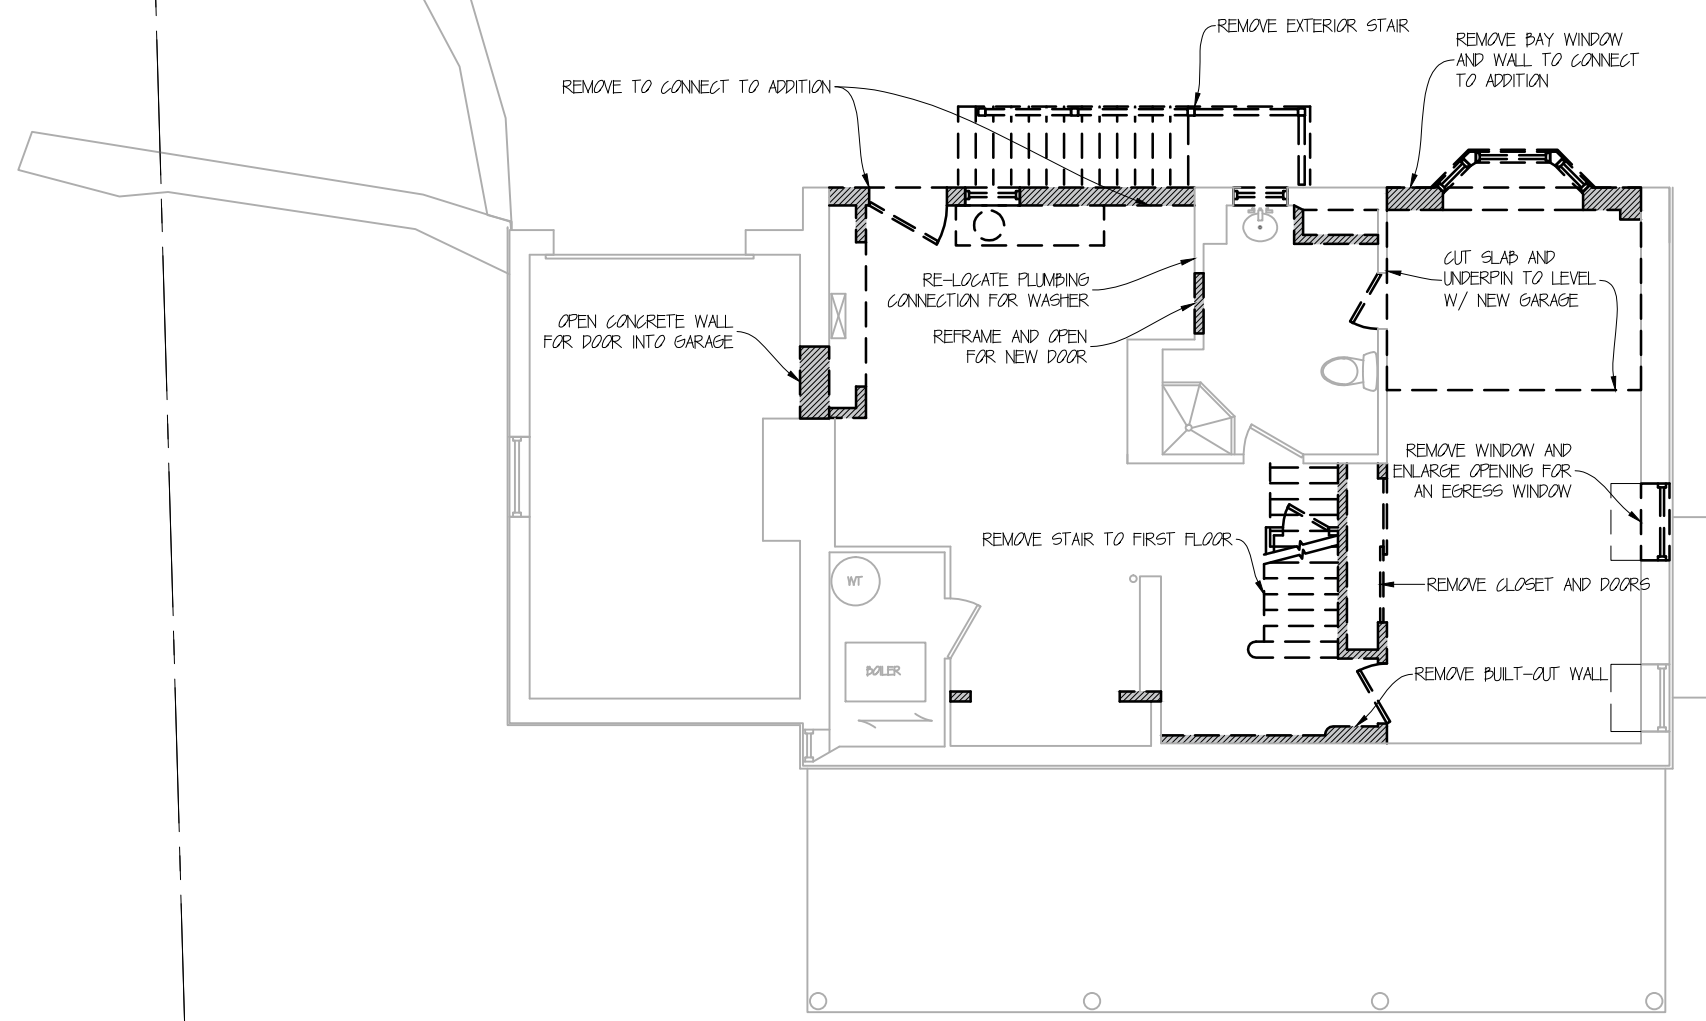 REMOVE EXTERIOR STAIR
REMOVE BAY WINDOW
AND WALL TO CONNECT
TO ADDITION
REMOVE TO CONNECT TO ADDITION
CUT SLAB AND
UNDERPIN TO LEVEL
W/ NEW GARAGE
RE-LOCATE PLUMBING
CONNECTION FOR WASHER
OPEN CONCRETE WALL
FOR DOOR INTO GARAGE
REFRAME AND OPEN
FOR NEW DOOR
REMOVE WINDOW AND
ENLARGE OPENING FOR
AN EGRESS WINDOW
REMOVE STAIR TO FIRST FLOOR
WT
REMOVE CLOSET AND DOORS
BOILER
REMOVE BUILT-OUT WALL